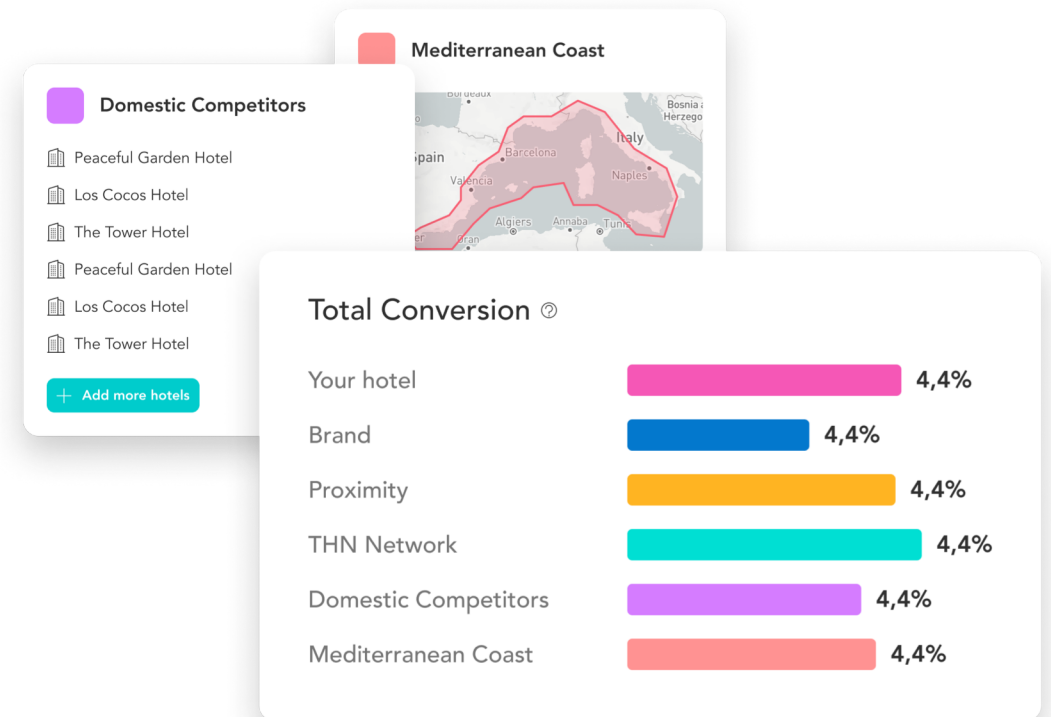 Mediterranean Coast
Bordeaux
Bosnia
Herzego
Italy
Spain
Barcelona
Naples
Valencia
Algiers
Annaba
Tunis
Oran
Domestic Competitors
Peaceful Garden Hotel
Los Cocos Hotel
The Tower Hotel
Peaceful Garden Hotel
Los Cocos Hotel
The Tower Hotel
+ Add more hotels
Total Conversion ?
Your hotel 4,4%
Brand 4,4%
Proximity 4,4%
THN Network 4,4%
Domestic Competitors 4,4%
Mediterranean Coast 4,4%